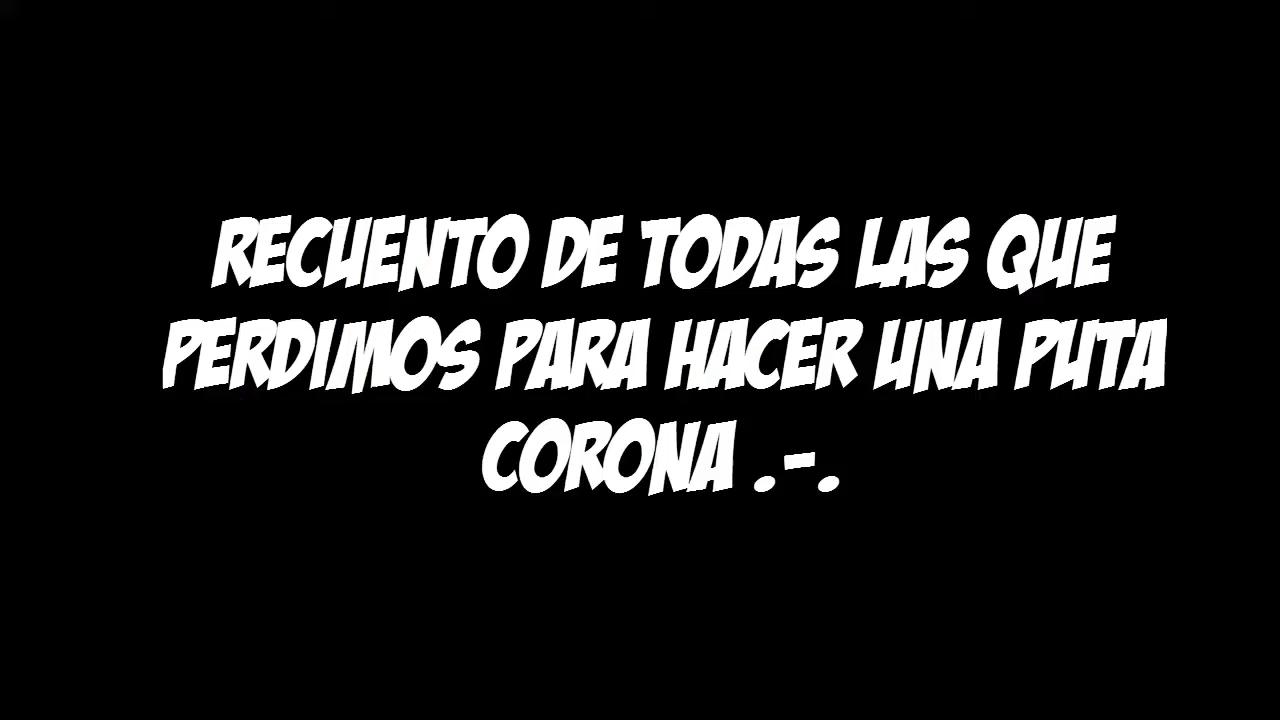 RECUENTO DE TODAS LAS QUE
PERDIMOS PARA HACER UNA PUTA
CORONA .-.